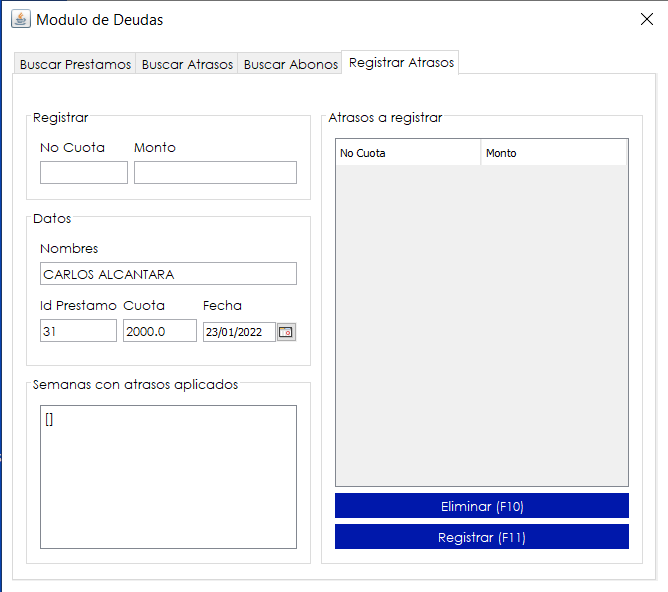 Modulo de Deudas
Buscar Prestamos Buscar Atrasos Buscar Abonos Registrar Atrasos
Registrar
No Cuota Monto
Datos
Nombres
CARLOS ALCANTARA
Id Prestamo Cuota Fecha
31 2000.0 23/01/2022
Semanas con atrasos aplicados
[]
Atrasos a registrar
No Cuota Monto
Eliminar (F10)
Registrar (F11)